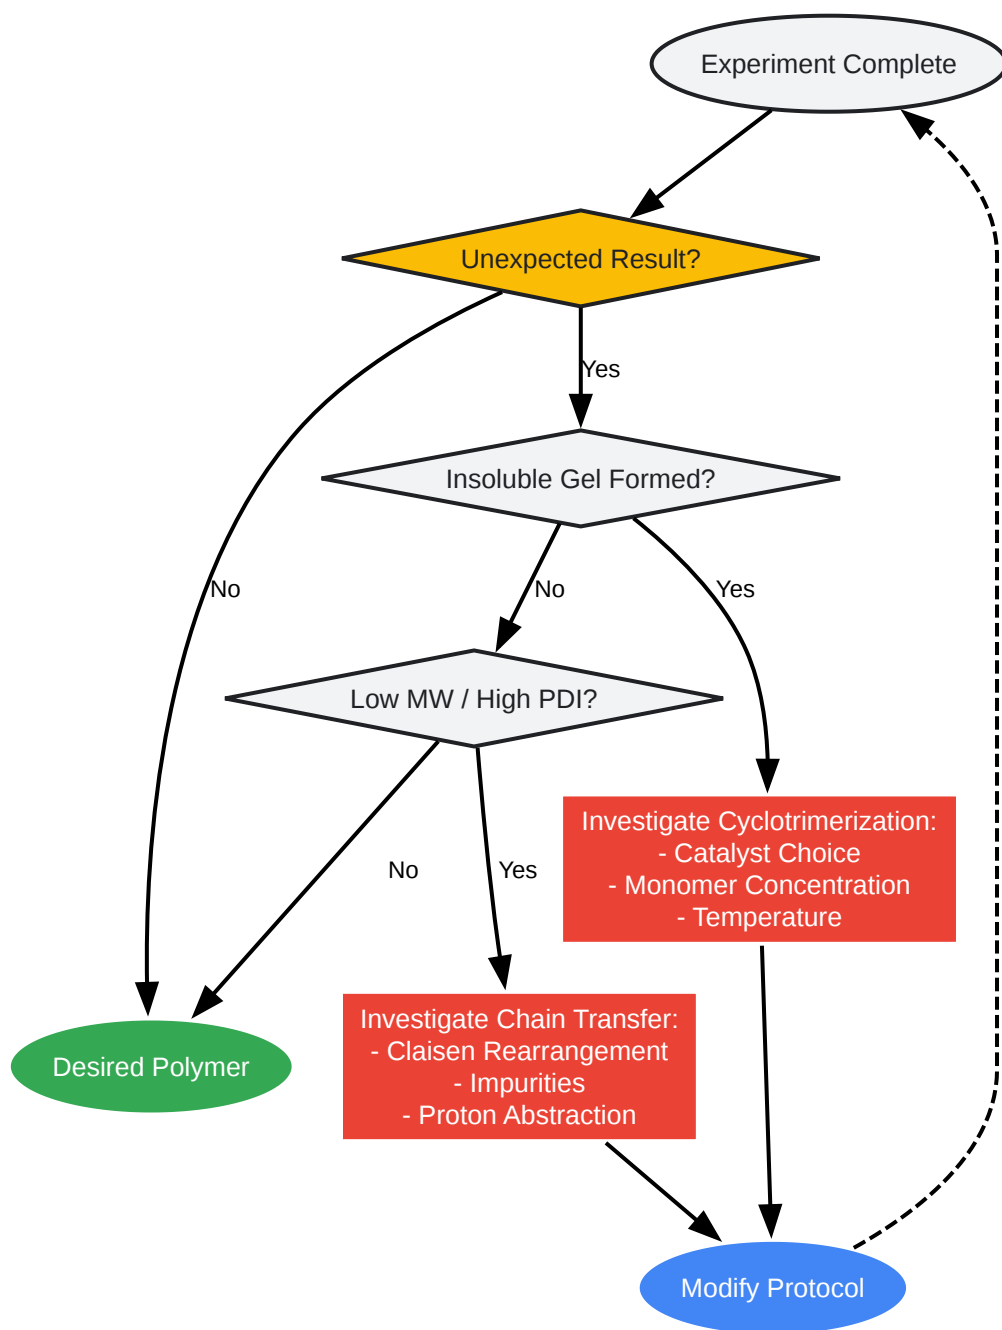 Experiment Complete
Unexpected Result?
Yes
Insoluble Gel Formed?
No
No
Yes
Low MW / High PDI?
Investigate Cyclotrimerization:
- Catalyst Choice
- Monomer Concentration
- Temperature
No
Yes
Investigate Chain Transfer:
- Claisen Rearrangement
- Impurities
- Proton Abstraction
Desired Polymer
Modify Protocol